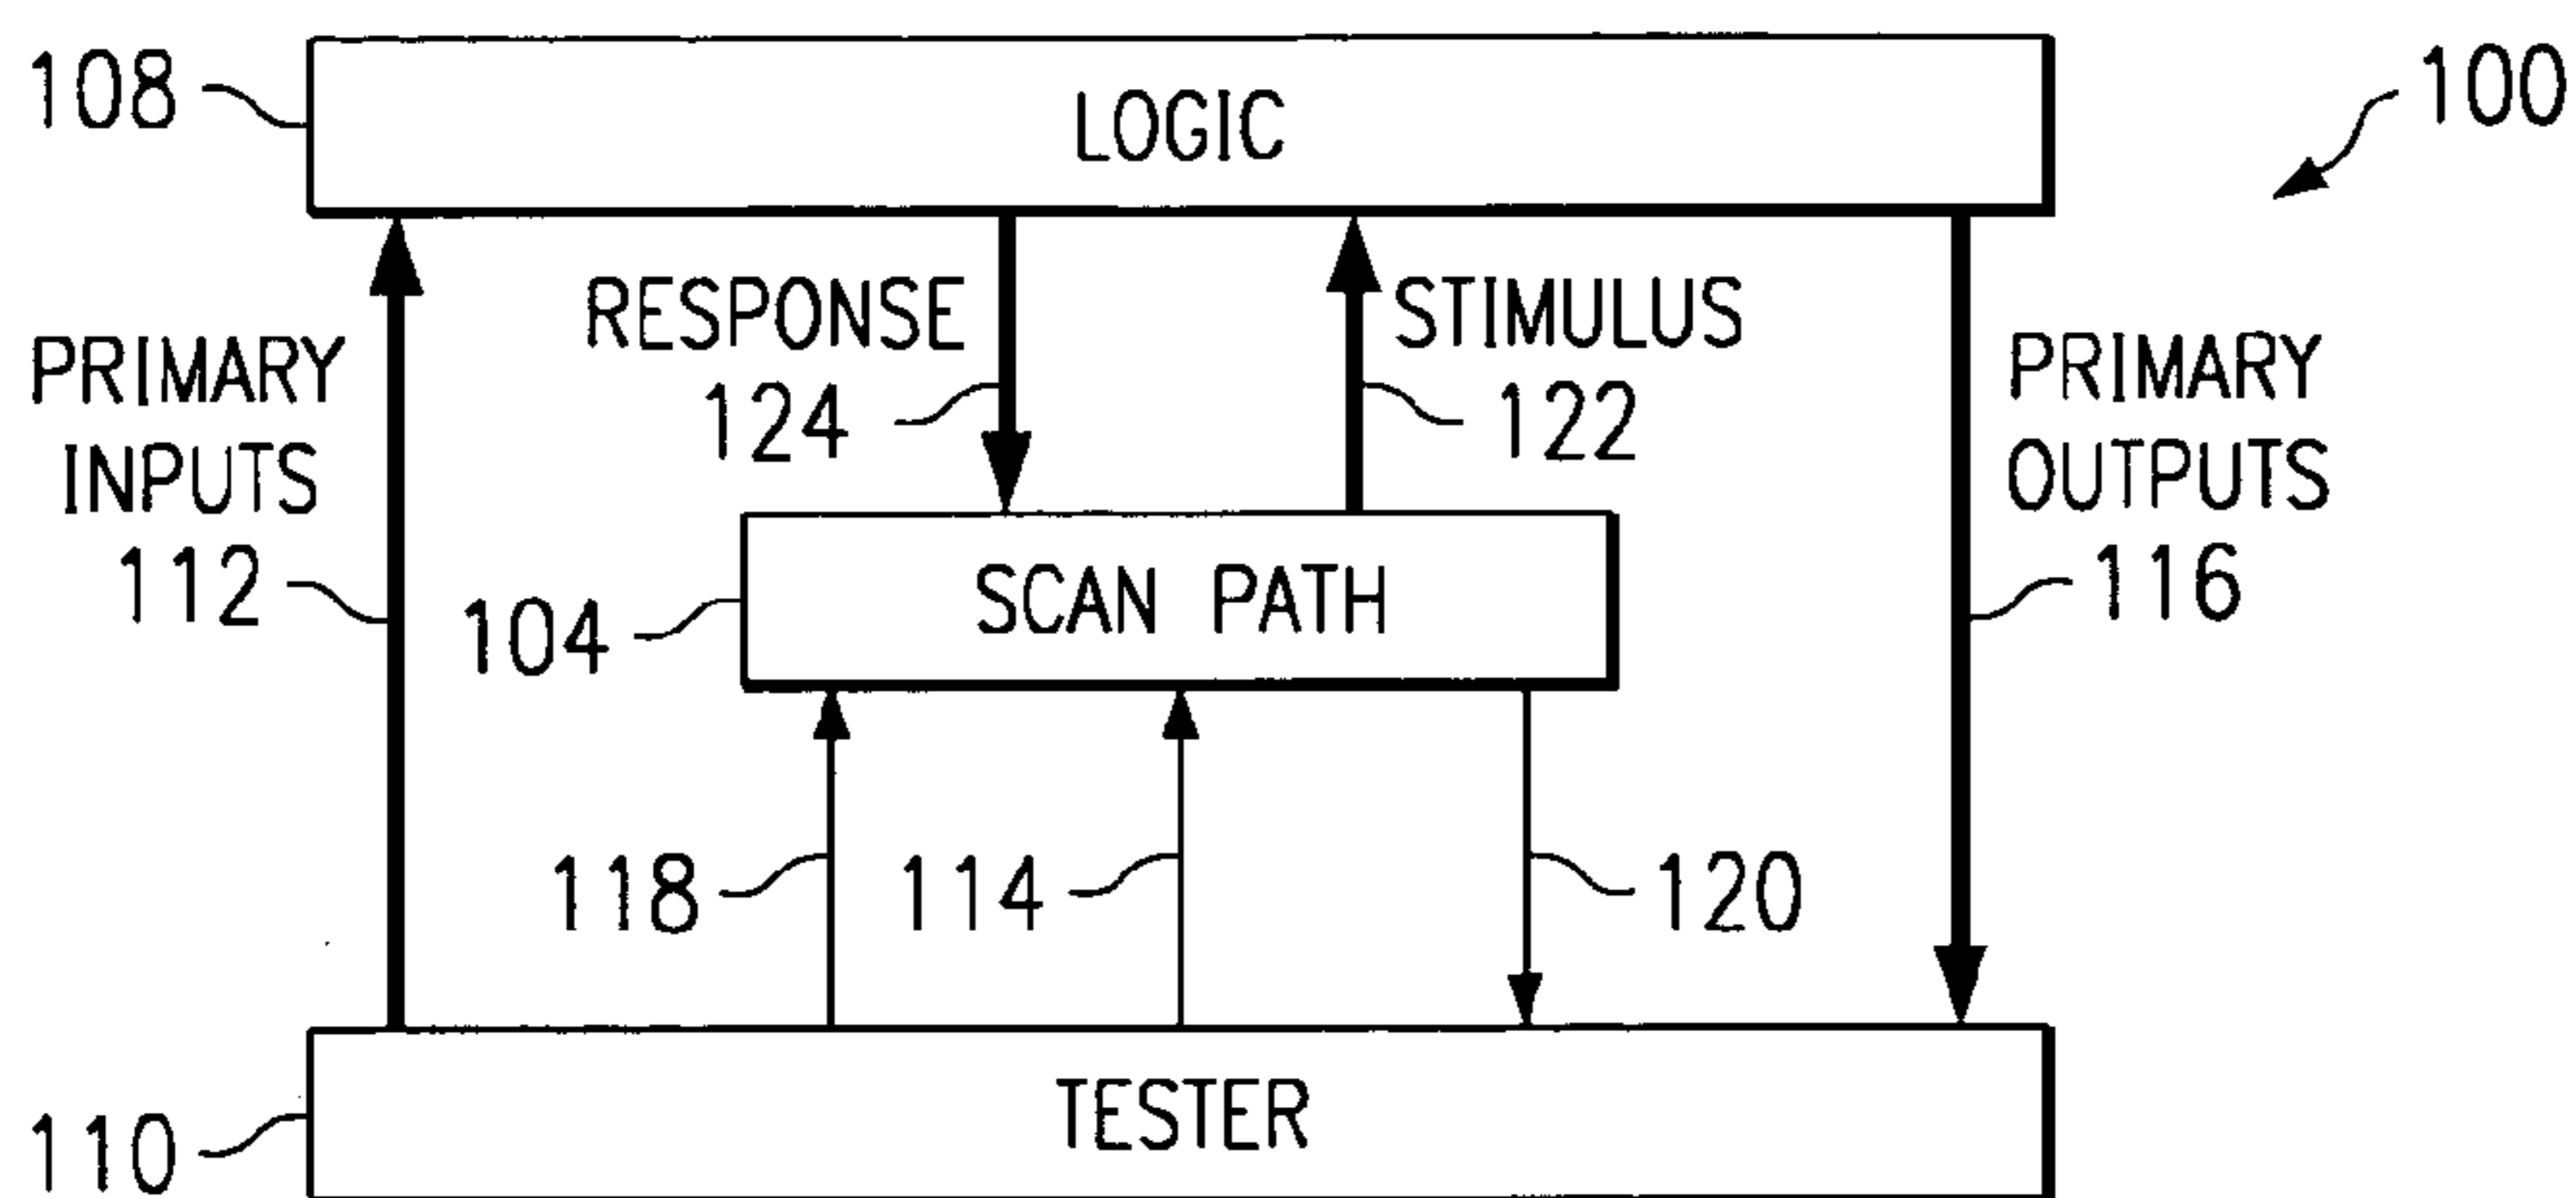 108
LOGIC
100
RESPONSE
124
STIMULUS
122
PRIMARY
INPUTS
112
PRIMARY
OUTPUTS
116
104
SCAN PATH
118
114
120
110
TESTER